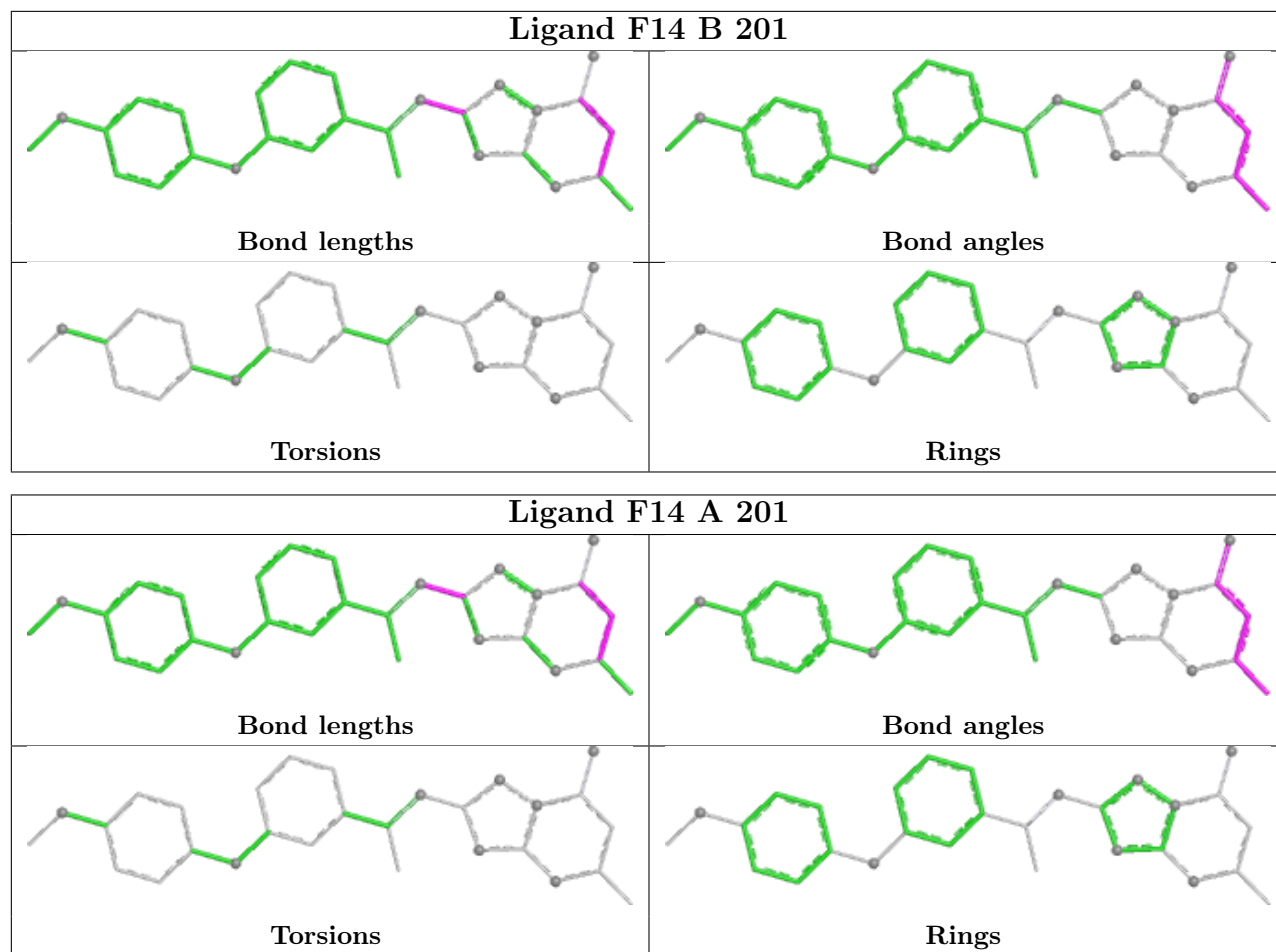 Ligand F14 B 201
Bond lengths
Bond angles
Torsions
Rings
Ligand F14 A 201
Bond lengths
Bond angles
Torsions
Rings